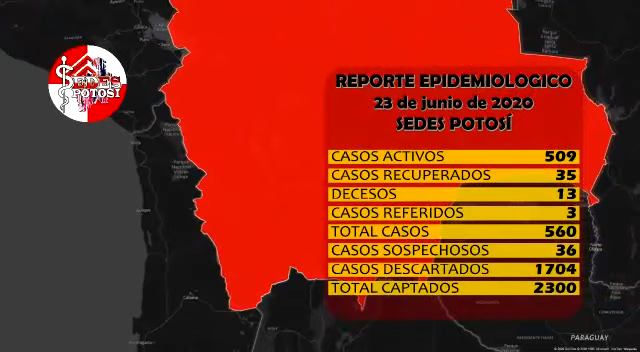 SEDES
POTOSÍ
REPORTE EPIDEMIOLOGICO
23 de junio de 2020
SEDES POTOSÍ
CASOS ACTIVOS 509
CASOS RECUPERADOS 35
DECESOS 13
CASOS REFERIDOS 3
TOTAL CASOS 560
CASOS SOSPECHOSOS 36
CASOS DESCARTADOS 1704
TOTAL CAPTADOS 2300
PARAGUAY